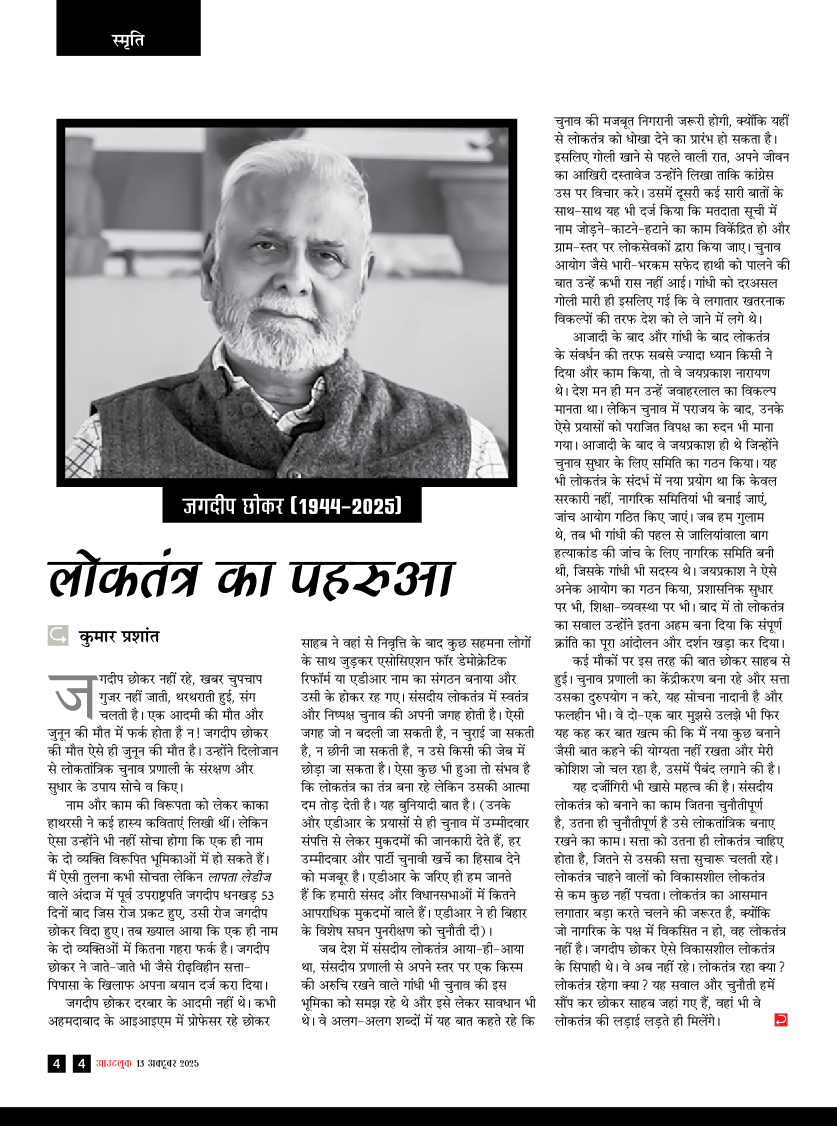 स्मृति
जगदीप छोकर (1944-2025)
लोकतंत्र का पहरुआ
कुमार प्रशांत
जगदीप छोकर नहीं रहे, खबर चुपचाप
गुजर नहीं जाती, थरथराती हुई, संग
चलती है। एक आदमी की मौत और
जुनून की मौत में फर्क होता है न! जगदीप छोकर
की मौत ऐसे ही जुनून की मौत है। उन्होंने दिलोजान
से लोकतांत्रिक चुनाव प्रणाली के संरक्षण और
सुधार के उपाय सोचे व किए।
नाम और काम की विरूपता को लेकर काका
हाथरसी ने कई हास्य कविताएं लिखी थीं। लेकिन
ऐसा उन्होंने भी नहीं सोचा होगा कि एक ही नाम
के दो व्यक्ति विरूपित भूमिकाओं में हो सकते हैं।
मैं ऐसी तुलना कभी सोचता लेकिन लापता लेडीज
वाले अंदाज में पूर्व उपराष्ट्रपति जगदीप धनखड़ 53
दिनों बाद जिस रोज प्रकट हुए, उसी रोज जगदीप
छोकर विदा हुए। तब ख्याल आया कि एक ही नाम
के दो व्यक्तिओं में कितना गहरा फर्क है। जगदीप
छोकर ने जाते-जाते भी जैसे रीढ़विहीन सत्ता-
पिपासा के खिलाफ अपना बयान दर्ज करा दिया।
जगदीप छोकर दरबार के आदमी नहीं थे। कभी
अहमदाबाद के आइआइएम में प्रोफेसर रहे छोकर
साहब ने वहां से निवृत्ति के बाद कुछ सहमना लोगों
के साथ जुड़कर एसोसिएशन फॉर डेमोक्रेटिक
रिफॉर्म या एडीआर नाम का संगठन बनाया और
उसी के होकर रह गए। संसदीय लोकतंत्र में स्वतंत्र
और निष्पक्ष चुनाव की अपनी जगह होती है। ऐसी
जगह जो न बदली जा सकती है, न चुराई जा सकती
है, न छीनी जा सकती है, न उसे किसी की जेब में
छोड़ा जा सकता है। ऐसा कुछ भी हुआ तो संभव है
कि लोकतंत्र का तंत्र बना रहे लेकिन उसकी आत्मा
दम तोड़ देती है। यह बुनियादी बात है। (उनके
और एडीआर के प्रयासों से ही चुनाव में उम्मीदवार
संपत्ति से लेकर मुकदमों की जानकारी देते हैं, हर
उम्मीदवार और पार्टी चुनावी खर्चे का हिसाब देने
को मजबूर है। एडीआर के जरिए ही हम जानते
हैं कि हमारी संसद और विधानसभाओं में कितने
आपराधिक मुकदमों वाले हैं। एडीआर ने ही बिहार
के विशेष सघन पुनरीक्षण को चुनौती दी)।
जब देश में संसदीय लोकतंत्र आया-ही-आया
था, संसदीय प्रणाली से अपने स्तर पर एक किस्म
की अरुचि रखने वाले गांधी भी चुनाव की इस
भूमिका को समझ रहे थे और इसे लेकर सावधान भी
थे। वे अलग-अलग शब्दों में यह बात कहते रहे कि
चुनाव की मजबूत निगरानी जरूरी होगी, क्योंकि यहीं
से लोकतंत्र को धोखा देने का प्रारंभ हो सकता है।
इसलिए गोली खाने से पहले वाली रात, अपने जीवन
का आखिरी दस्तावेज उन्होंने लिखा ताकि कांग्रेस
उस पर विचार करे। उसमें दूसरी कई सारी बातों के
साथ-साथ यह भी दर्ज किया कि मतदाता सूची में
नाम जोड़ने-काटने-हटाने का काम विकेंद्रित हो और
ग्राम-स्तर पर लोकसेवकों द्वारा किया जाए। चुनाव
आयोग जैसे भारी-भरकम सफेद हाथी को पालने की
बात उन्हें कभी रास नहीं आई। गांधी को दरअसल
गोली मारी ही इसलिए गई कि वे लगातार खतरनाक
विकल्पों की तरफ देश को ले जाने में लगे थे।
आजादी के बाद और गांधी के बाद लोकतंत्र
के संवर्धन की तरफ सबसे ज्यादा ध्यान किसी ने
दिया और काम किया, तो वे जयप्रकाश नारायण
थे। देश मन ही मन उन्हें जवाहरलाल का विकल्प
मानता था। लेकिन चुनाव में पराजय के बाद, उनके
ऐसे प्रयासों को पराजित विपक्ष का रुदन भी माना
गया। आजादी के बाद वे जयप्रकाश ही थे जिन्होंने
चुनाव सुधार के लिए समिति का गठन किया। यह
भी लोकतंत्र के संदर्भ में नया प्रयोग था कि केवल
सरकारी नहीं, नागरिक समितियां भी बनाई जाएं,
जांच आयोग गठित किए जाएं। जब हम गुलाम
थे, तब भी गांधी की पहल से जालियांवाला बाग
हत्याकांड की जांच के लिए नागरिक समिति बनी
थी, जिसके गांधी भी सदस्य थे। जयप्रकाश ने ऐसे
अनेक आयोग का गठन किया, प्रशासनिक सुधार
पर भी, शिक्षा-व्यवस्था पर भी। बाद में तो लोकतंत्र
का सवाल उन्होंने इतना अहम बना दिया कि संपूर्ण
क्रांति का पूरा आंदोलन और दर्शन खड़ा कर दिया।
कई मौकों पर इस तरह की बात छोकर साहब से
हुई। चुनाव प्रणाली का केंद्रीकरण बना रहे और सत्ता
उसका दुरुपयोग न करे, यह सोचना नादानी है और
फलहीन भी। वे दो-एक बार मुझसे उलझे भी फिर
यह कह कर बात खत्म की कि मैं नया कुछ बनाने
जैसी बात कहने की योग्यता नहीं रखता और मेरी
कोशिश जो चल रहा है, उसमें पैबंद लगाने की है।
यह दर्जीगिरी भी खासे महत्व की है। संसदीय
लोकतंत्र को बनाने का काम जितना चुनौतीपूर्ण
है, उतना ही चुनौतीपूर्ण है उसे लोकतांत्रिक बनाए
रखने का काम। सत्ता को उतना ही लोकतंत्र चाहिए
होता है, जितने से उसकी सत्ता सुचारू चलती रहे।
लोकतंत्र चाहने वालों को विकासशील लोकतंत्र
से कम कुछ नहीं पचता। लोकतंत्र का आसमान
लगातार बड़ा करते चलने की जरूरत है, क्योंकि
जो नागरिक के पक्ष में विकसित न हो, वह लोकतंत्र
नहीं है। जगदीप छोकर ऐसे विकासशील लोकतंत्र
के सिपाही थे। वे अब नहीं रहे। लोकतंत्र रहा क्या?
लोकतंत्र रहेगा क्या? यह सवाल और चुनौती हमें
सौंप कर छोकर साहब जहां गए हैं, वहां भी वे
लोकतंत्र की लड़ाई लड़ते ही मिलेंगे।
4 4 आउटलुक 13 अक्टूबर 2025